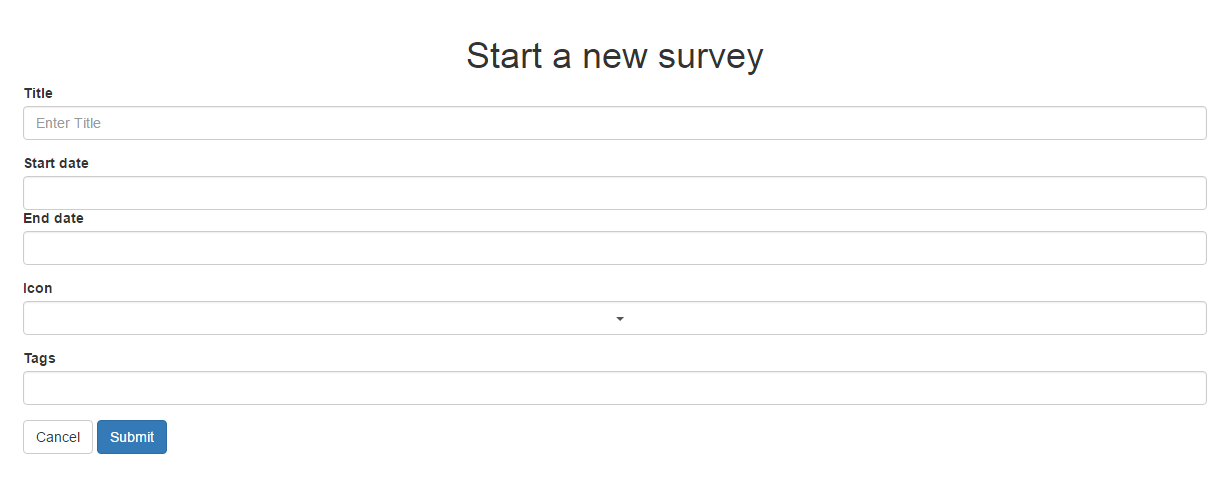 Start a new survey
Title
Enter Title
Start date
End date
Icon
Tags
Cancel Submit